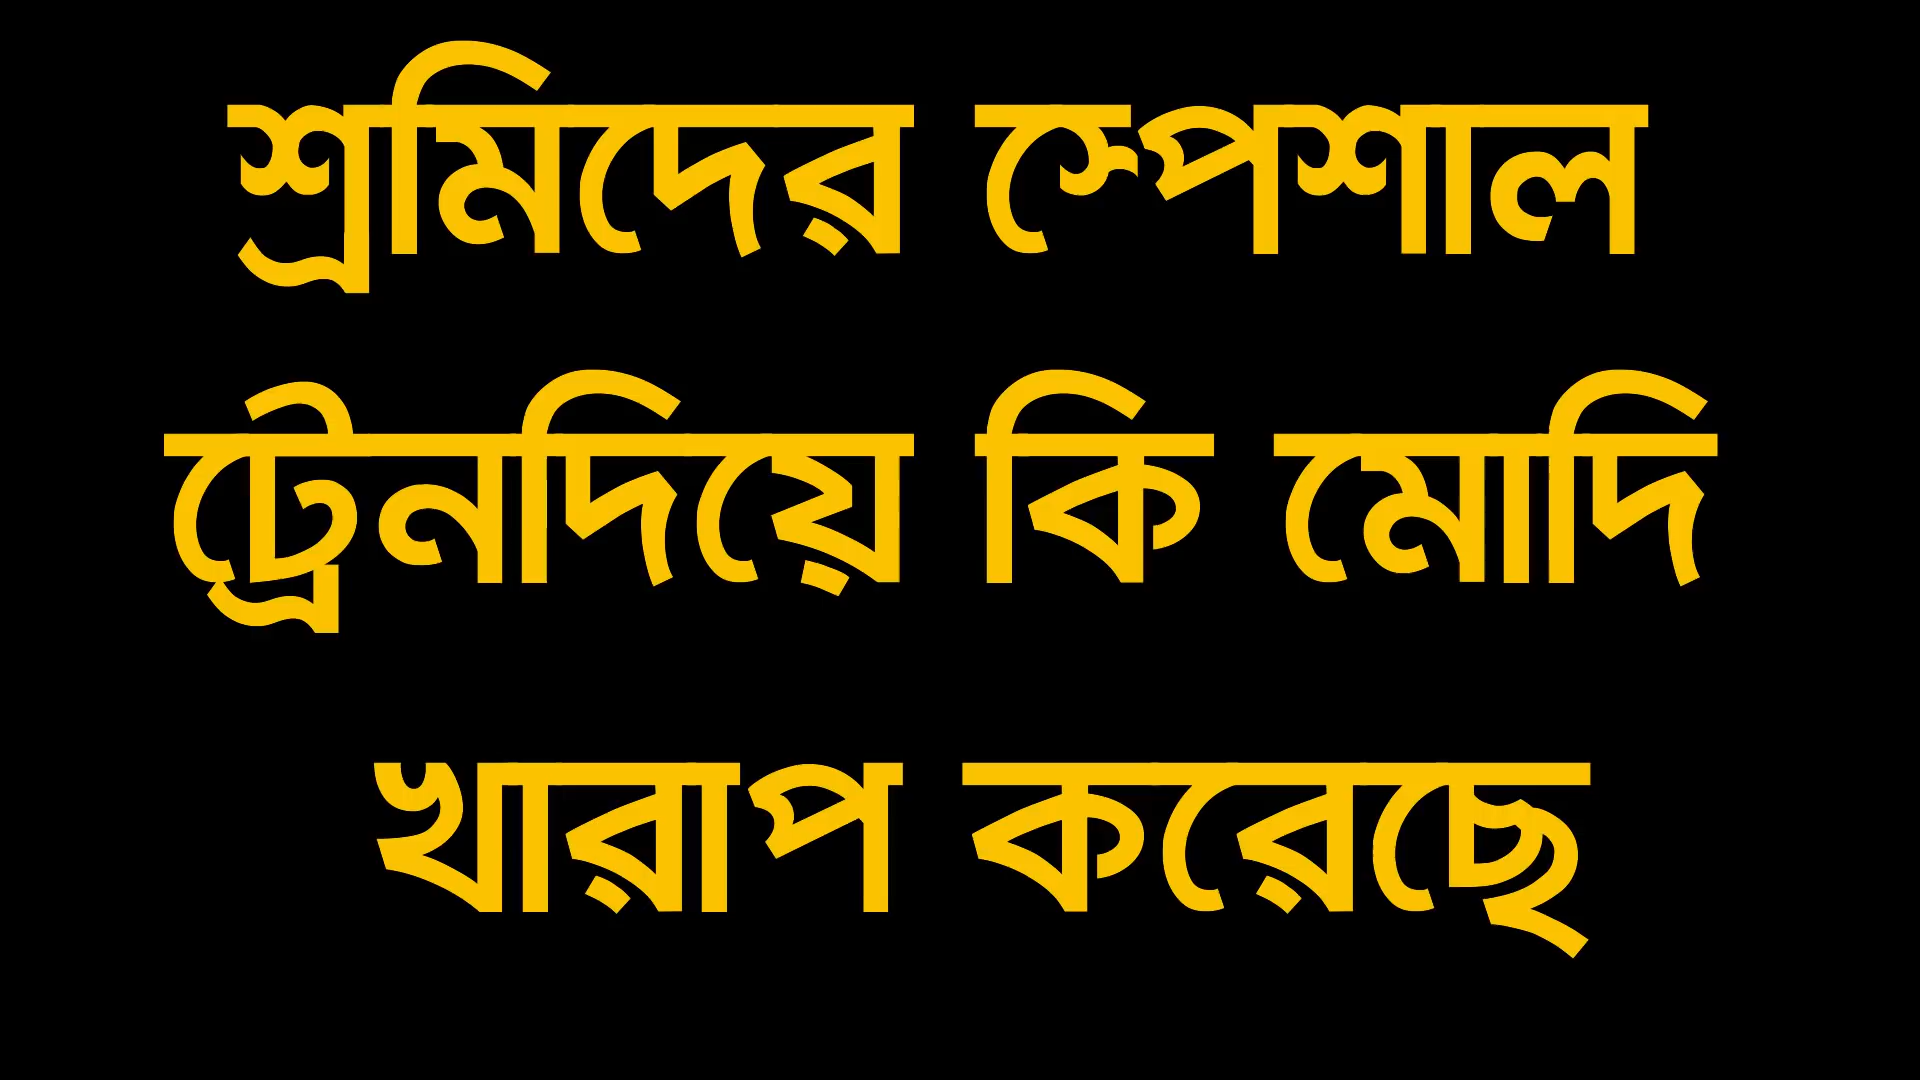 শ্রমিদের স্পেশাল
ট্রেনদিয়ে কি মোদি
খারাপ করেছে